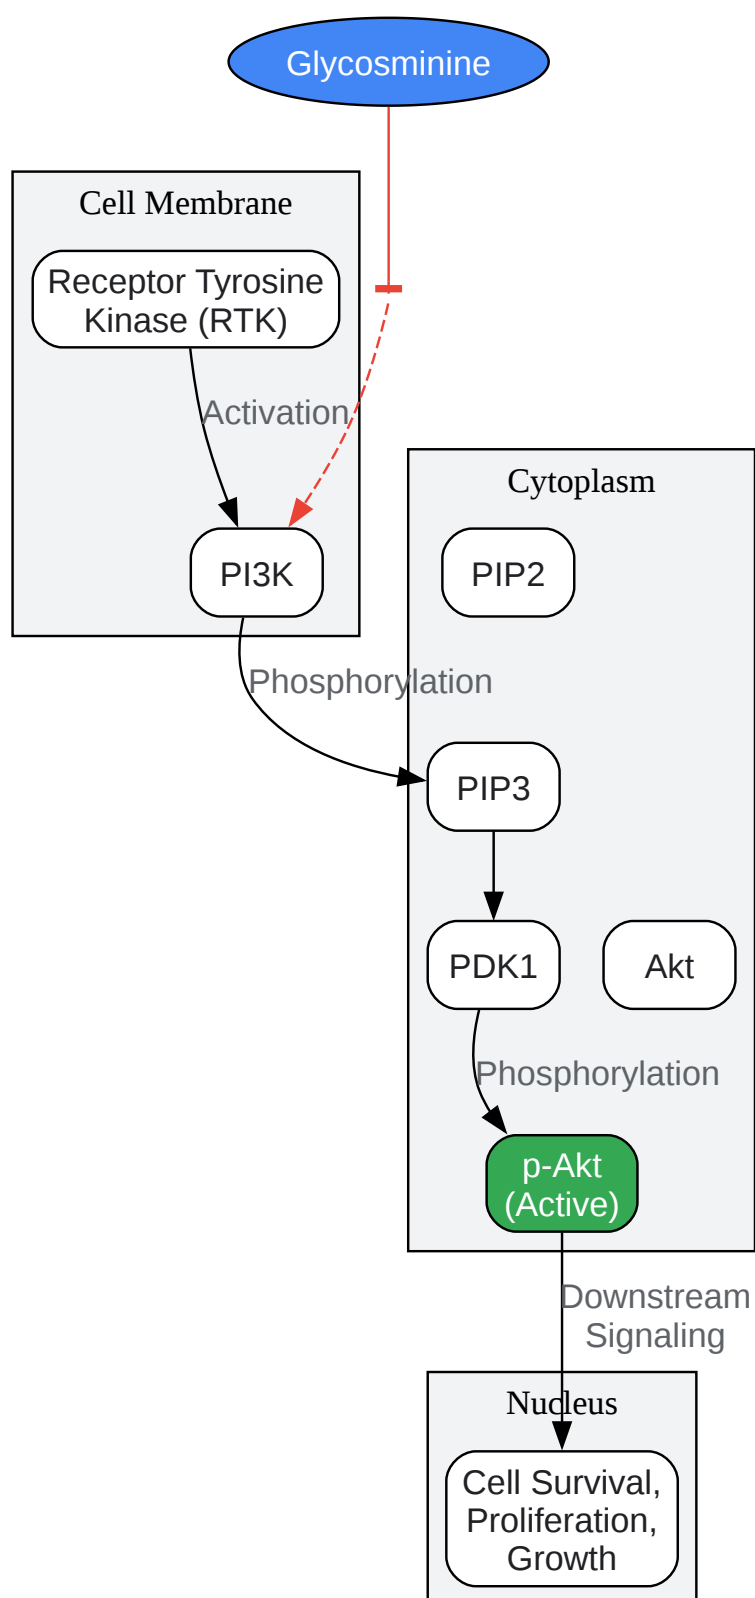 Glycosminine
Cell Membrane
Receptor Tyrosine
Kinase (RTK)
Activation
Cytoplasm
PI3K
PIP2
Phosphorylation
PIP3
PDK1
Akt
Phosphorylation
p-Akt
(Active)
Downstream
Signaling
Nucleus
Cell Survival,
Proliferation,
Growth